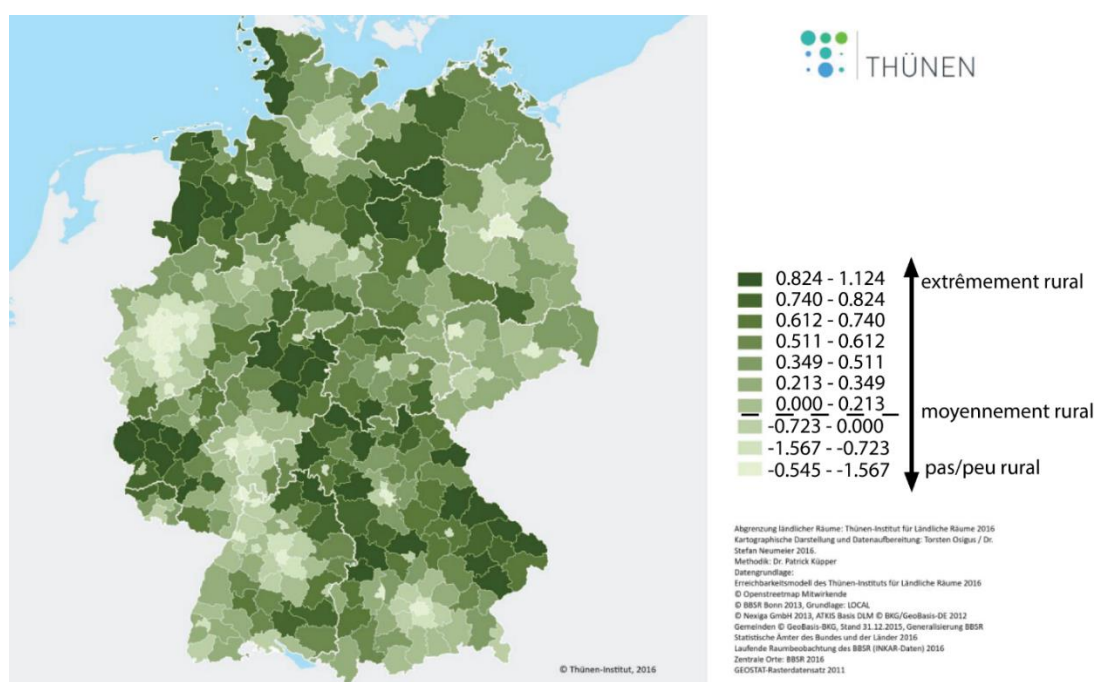 THÜNEN
0.824 - 1.124
0.740 - 0.824
0.612 - 0.740
0.511 - 0.612
0.349 - 0.511
0.213 - 0.349
0.000 - 0.213
-0.723 - 0.000
-1.567 - -0.723
-0.545 - -1.567
extrêmement rural
moyennement rural
pas/peu rural
Abgrenzung ländlicher Räume: Thünen-Institut für Ländliche Räume 2016
Kartographische Darstellung und Datenaufbereitung: Torsten Osigus / Dr.
Stefan Neumeier 2016.
Methodik: Dr. Patrick Küpper
Datengrundlage:
Erreichbarkeitsmodell des Thünen-Instituts für Ländliche Räume 2016
© Openstreetmap Mitwirkende
© BBSR Bonn 2013, Grundlage: LOCAL
© Nexiga GmbH 2013, ATKIS Basis DLM © BKG/GeoBasis-DE 2012
Gemeinden © GeoBasis-BKG, Stand 31.12.2015, Generalisierung BBSR
Statistische Ämter des Bundes und der Länder 2016
Laufende Raumbeobachtung des BBSR (INKAR-Daten) 2016
Zentrale Orte: BBSR 2016
GEOSTAT-Rasterdatensatz 2011
© Thünen-Institut, 2016